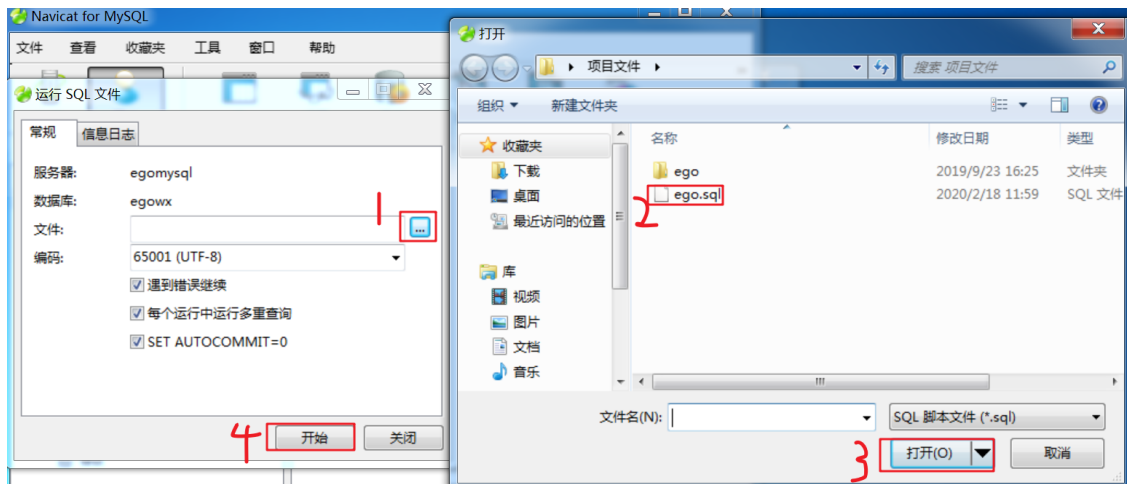 Navicat for MySQL
文件 查看 收藏夹 工具 窗口 帮助
运行 SQL 文件
常规 信息日志
服务器: egomysql
数据库: egowx
1
文件: ...
编码: 65001 (UTF-8)
遇到错误继续
每个运行中运行多重查询
SET AUTOCOMMIT=0
4 开始 关闭
打开
项目文件 搜索 项目文件
组织 新建文件夹
名称 修改日期 类型
收藏夹
下载
桌面
最近访问的位置
库
视频
图片
文档
音乐
ego 2019/9/23 16:25 文件夹
2 ego.sql 2020/2/18 11:59 SQL 文件
文件名(N): SQL 脚本文件 (*.sql)
3 打开(O) 取消